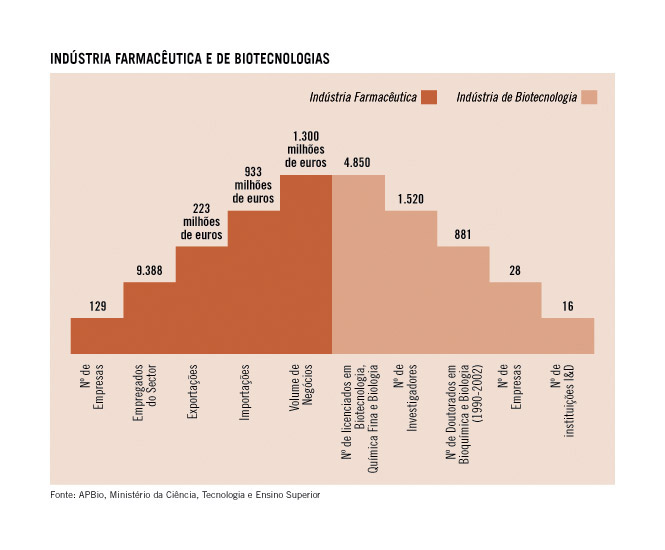 INDÚSTRIA FARMACÊUTICA E DE BIOTECNOLOGIAS
Indústria Farmacêutica
Indústria de Biotecnologia
1.300
milhões
de euros
4.850
933
milhões
de euros
1.520
223
milhões
de euros
881
9.388
28
129
16
Nº de
Empresas
Empregados
do Sector
Exportações
Importações
Volume de
Negócios
Nº de licenciados em
Biotecnologia,
Química Fina e Biologia
Nº de
Investigadores
Nº de Doutorados em
Bioquímica e Biologia
(1990-2002)
Nº de
Empresas
Nº de
instituições I&D
Fonte: APBio, Ministério da Ciência, Tecnologia e Ensino Superior